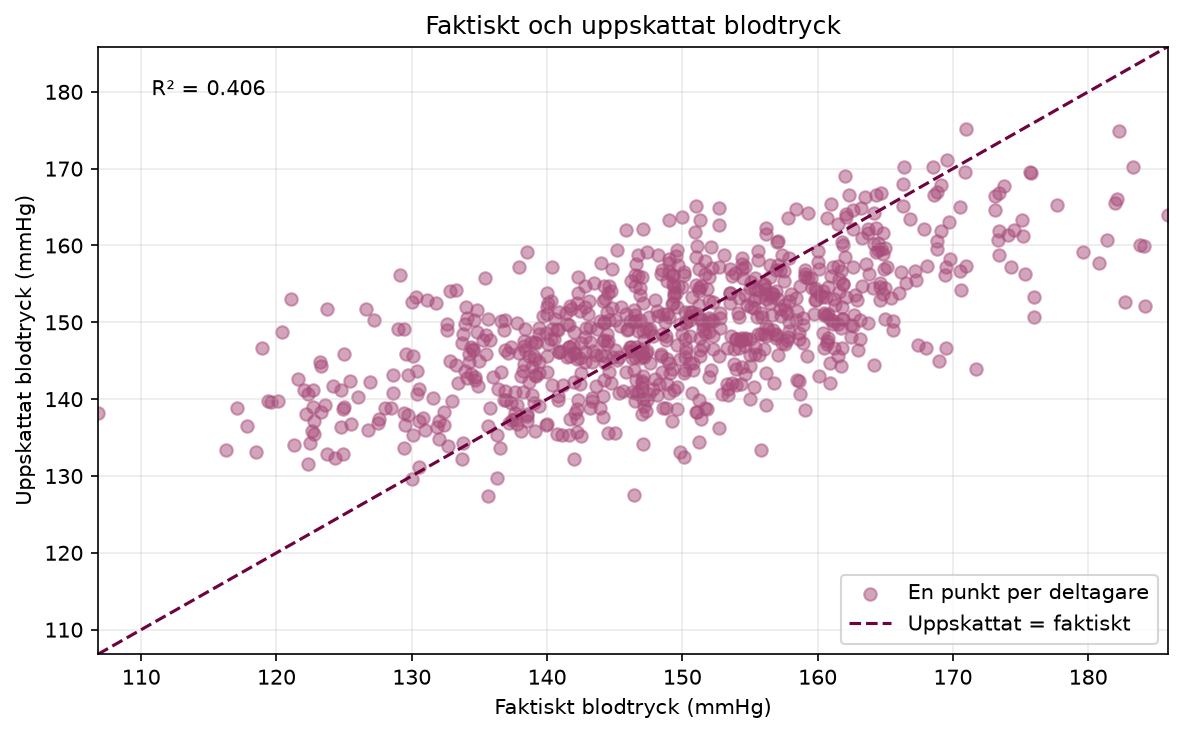 Faktiskt och uppskattat blodtryck
R² = 0.406
Uppskattat blodtryck (mmHg)
180
170
160
150
140
130
120
110
En punkt per deltagare
Uppskattat = faktiskt
110 120 130 140 150 160 170 180
Faktiskt blodtryck (mmHg)